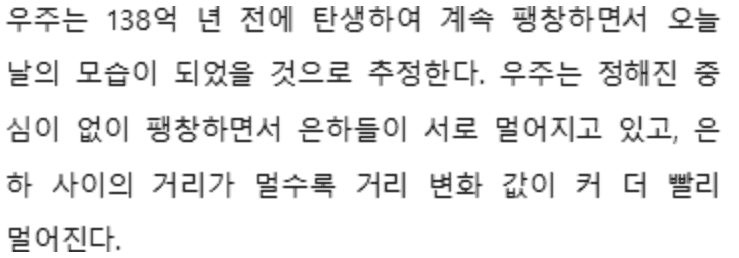 우주는 138억 년 전에 탄생하여 계속 팽창하면서 오늘
날의 모습이 되었을 것으로 추정한다. 우주는 정해진 중
심이 없이 팽창하면서 은하들이 서로 멀어지고 있고, 은
하 사이의 거리가 멀수록 거리 변화 값이 커 더 빨리
멀어진다.